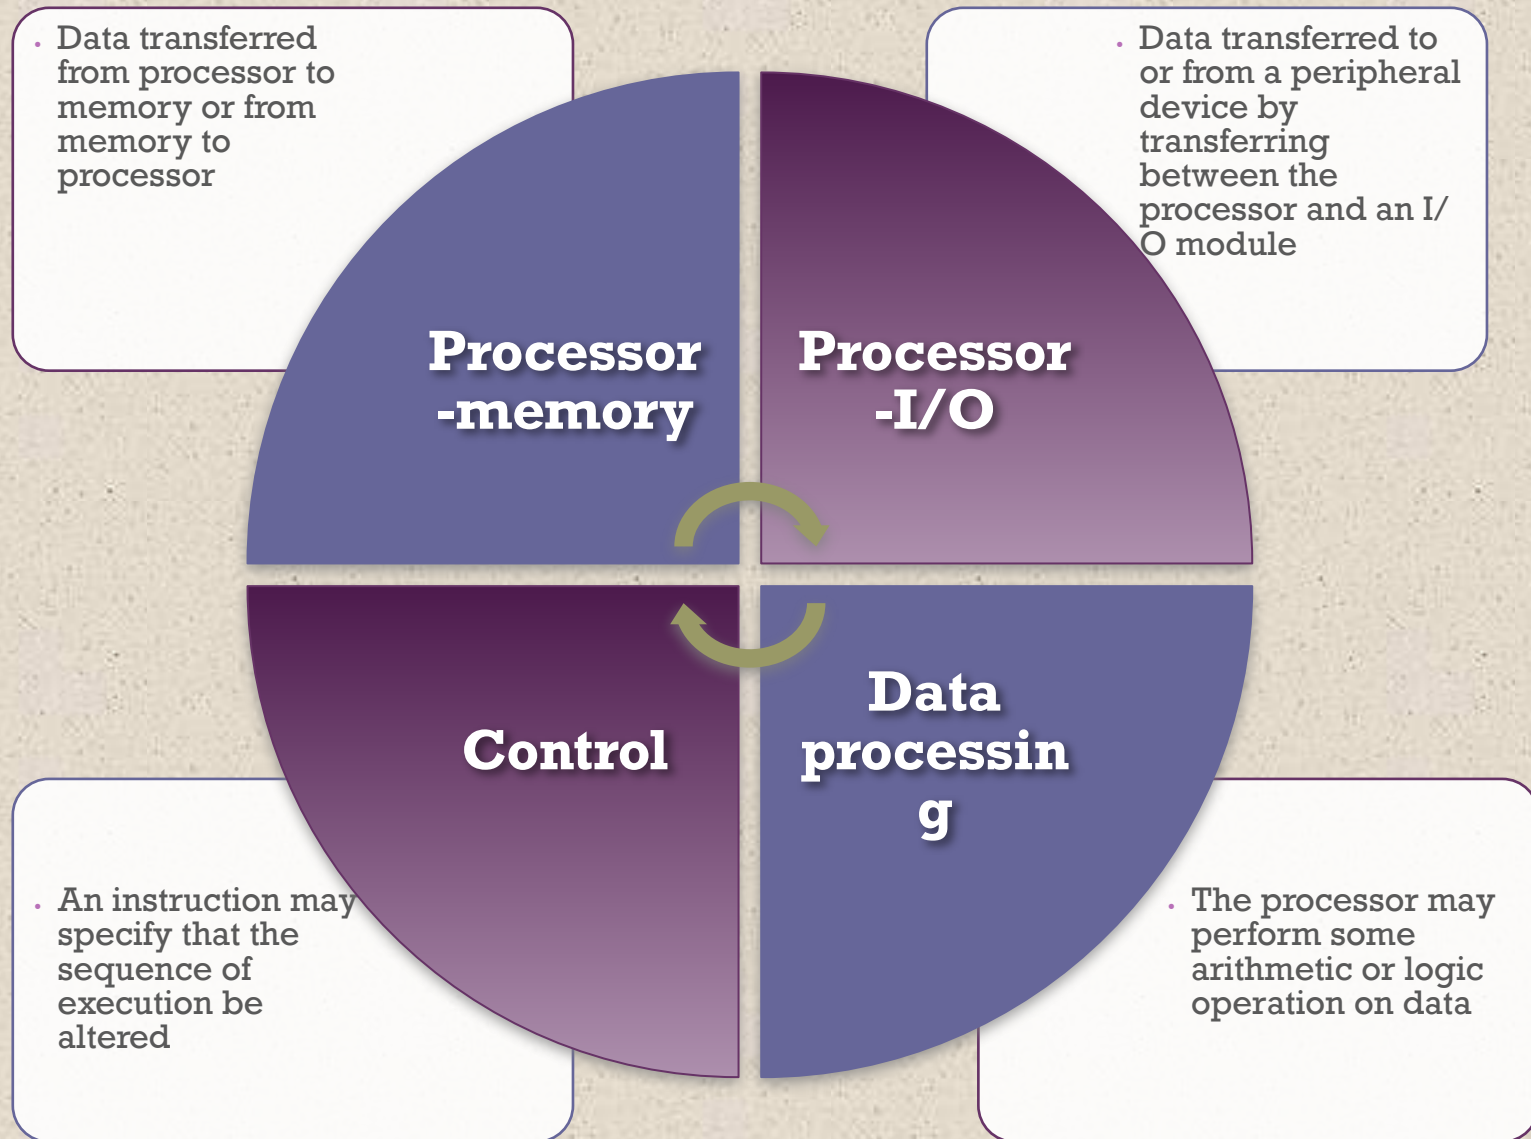 • Data transferred
from processor to
memory or from
memory to
processor
• Data transferred to
or from a peripheral
device by
transferring
between the
processor and an I/
O module
Processor
-memory
Processor
-I/O
Control
Data
processin
g
• An instruction may
specify that the
sequence of
execution be
altered
• The processor may
perform some
arithmetic or logic
operation on data